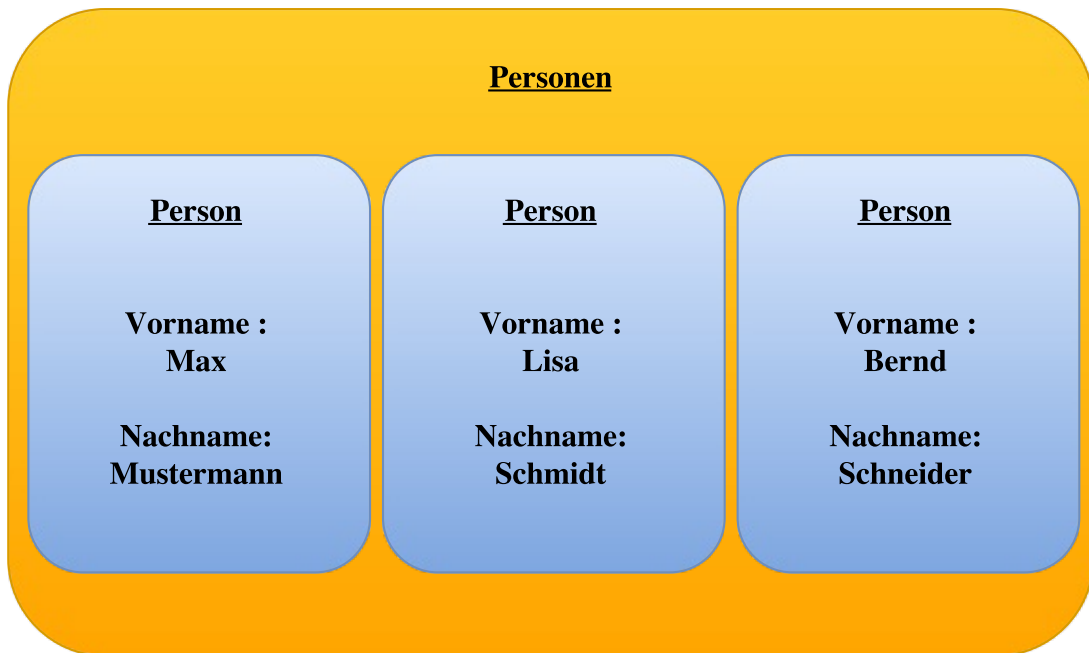 Personen
Person
Vorname :
Max
Nachname:
Mustermann
Person
Vorname :
Lisa
Nachname:
Schmidt
Person
Vorname :
Bernd
Nachname:
Schneider